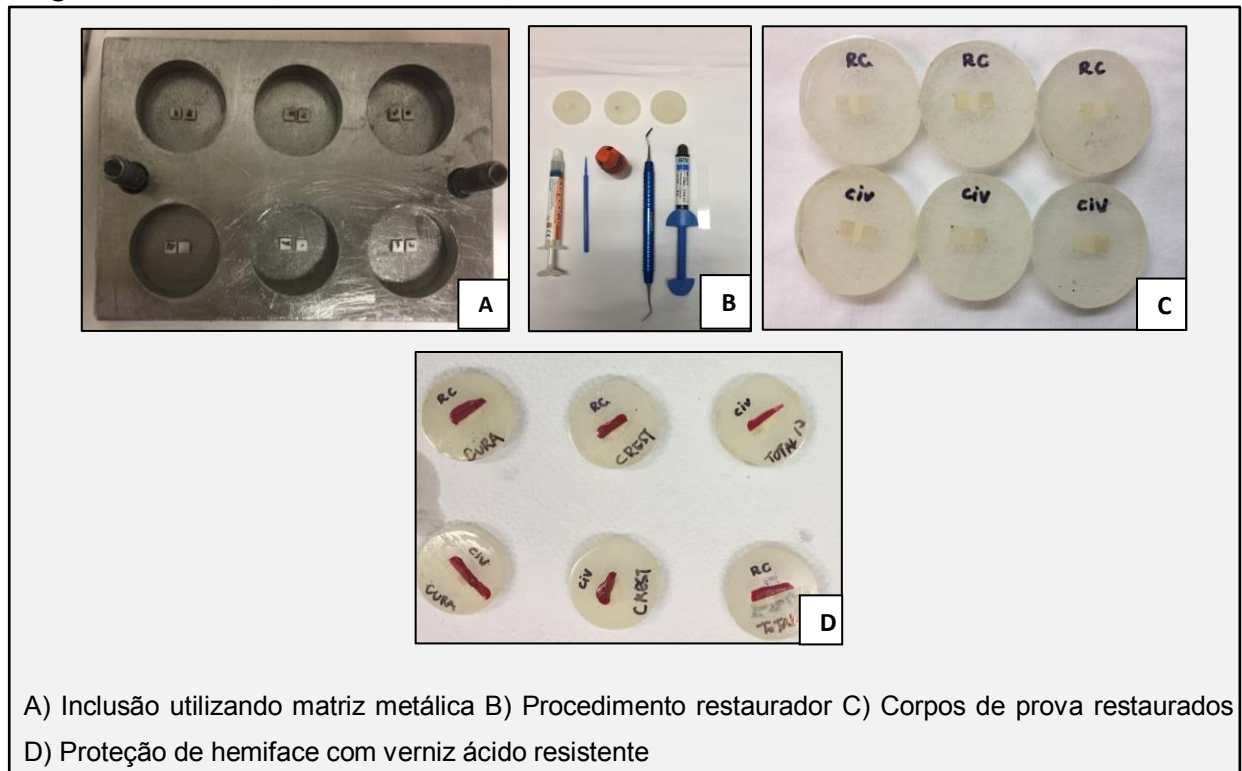 A
B
RC RC RC
civ civ civ
C
RC RC civ
CURA CREST TOTAL 12
civ civ RC
CURA CREST TOTAL
D
A) Inclusão utilizando matriz metálica B) Procedimento restaurador C) Corpos de prova restaurados
D) Proteção de hemiface com verniz ácido resistente